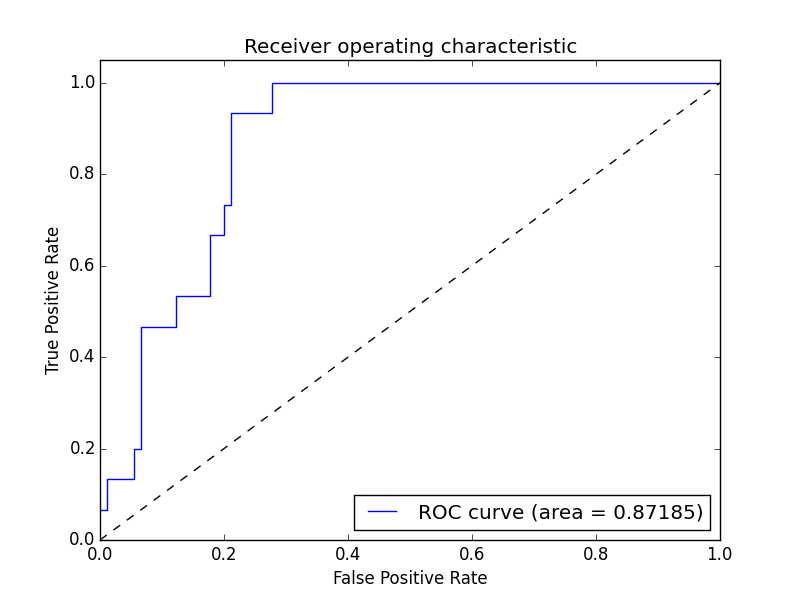 Receiver operating characteristic
1.0
0.8
0.6
0.4
0.2
0.0
True Positive Rate
ROC curve (area = 0.87185)
0.0 0.2 0.4 0.6 0.8 1.0
False Positive Rate